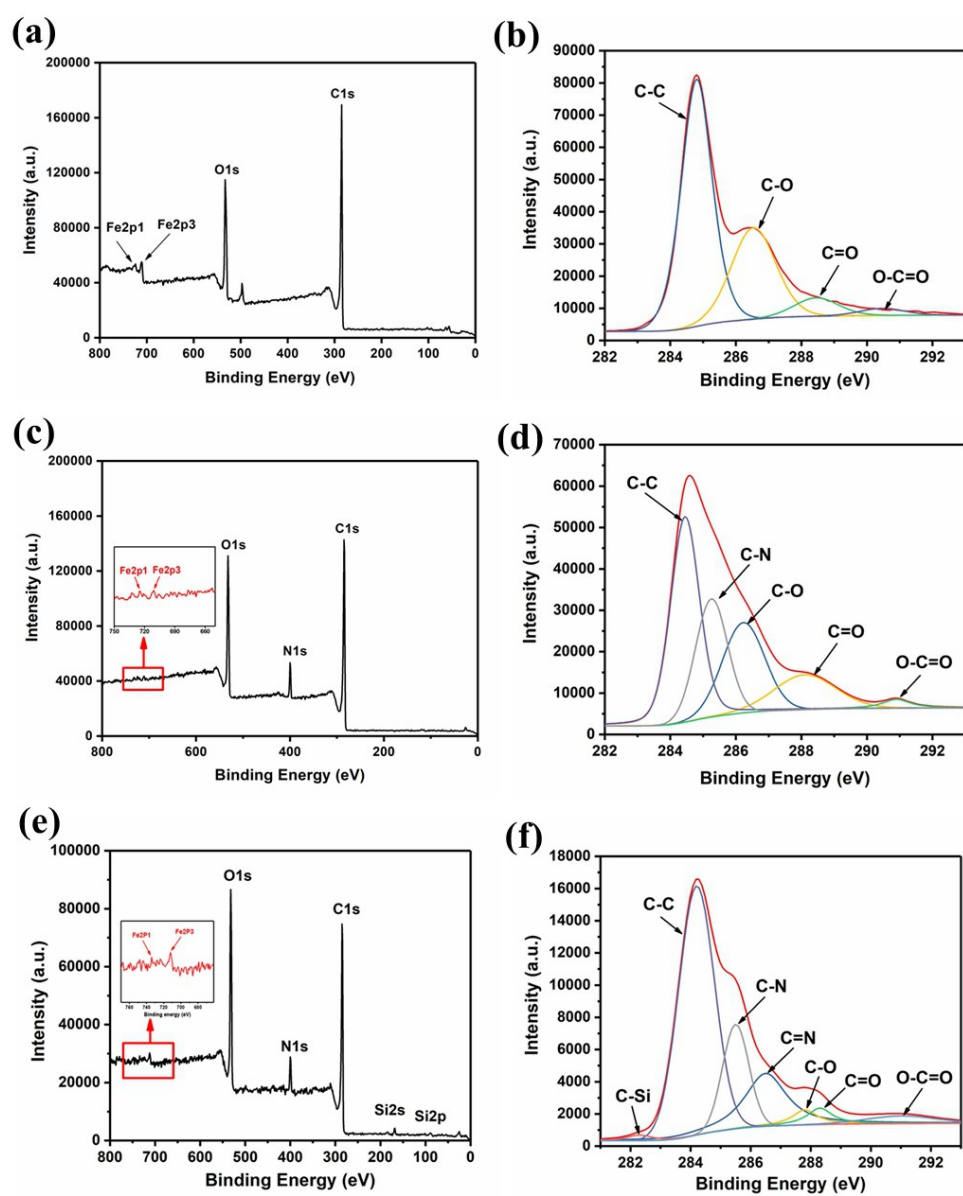 (a)
200000
160000
120000
80000
40000
0
Intensity (a.u.)
C1s
O1s
Fe2p1
Fe2p3
800 700 600 500 400 300 200 100 0
Binding Energy (eV)
(b)
90000
80000
70000
60000
50000
40000
30000
20000
10000
0
Intensity (a.u.)
C-C
C-O
C=O
O-C=O
282 284 286 288 290 292
Binding Energy (eV)
(c)
200000
160000
120000
80000
40000
0
Intensity (a.u.)
C1s
O1s
N1s
Fe2p1 Fe2p3
750 720 690 660
800 600 400 200 0
Binding Energy (eV)
(d)
70000
60000
50000
40000
30000
20000
10000
0
Intensity (a.u.)
C-C
C-N
C-O
C=O
O-C=O
282 284 286 288 290 292
Binding Energy (eV)
(e)
100000
80000
60000
40000
20000
0
Intensity (a.u.)
O1s
C1s
N1s
Si2s
Si2p
Fe2P1
Fe2P3
760 740 720 700 680
Binding energy (eV)
800 700 600 500 400 300 200 100 0
Binding Energy (eV)
(f)
18000
16000
14000
12000
10000
8000
6000
4000
2000
0
Intensity (a.u.)
C-C
C-N
C=N
C-O
C=O
O-C=O
C-Si
282 284 286 288 290 292
Binding Energy (eV)